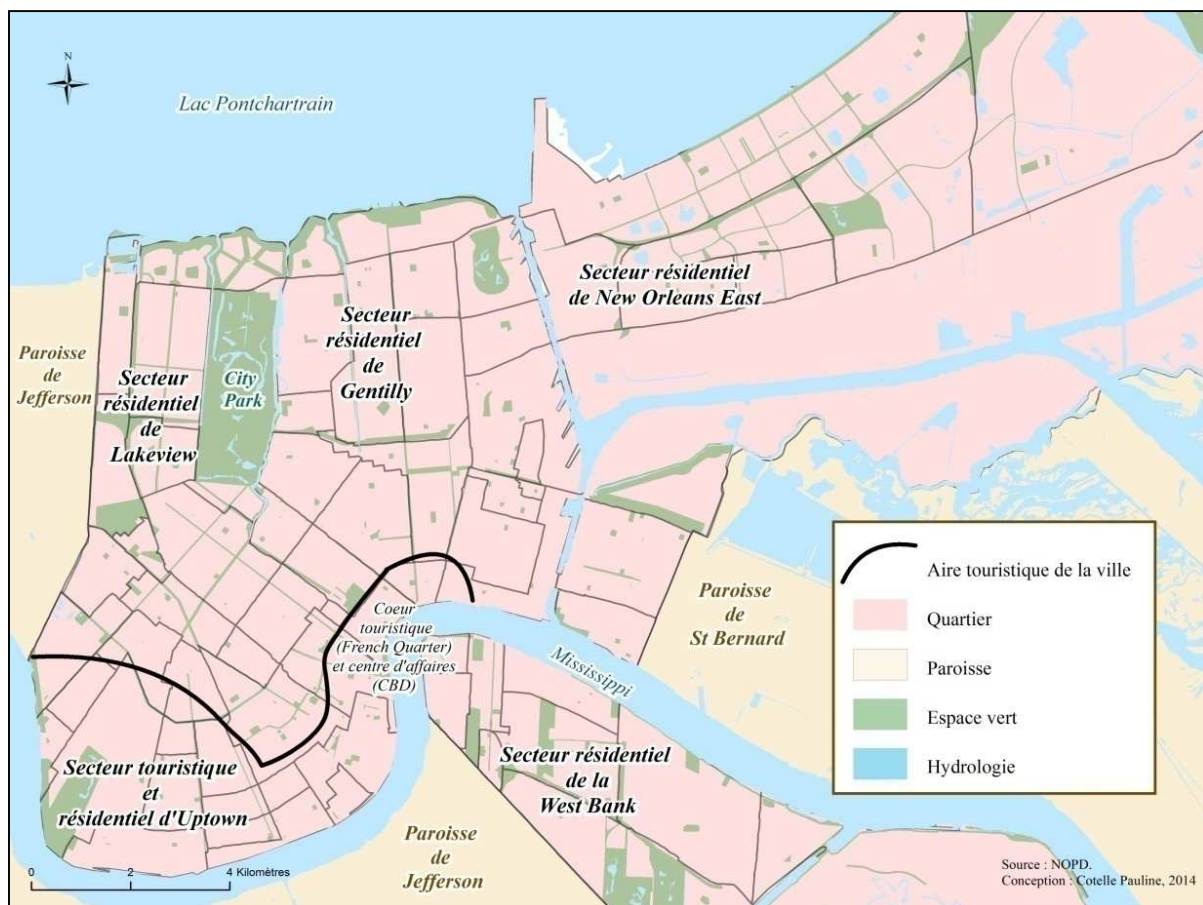 N
Lac Pontchartrain
Secteur résidentiel
de New Orleans East
Secteur
résidentiel
de
Gentilly
Paroisse
de
Jefferson
City
Park
Secteur
résidentiel
de
Lakeview
Coeur
touristique
(French Quarter)
et centre d'affaires
(CBD)
Mississippi
Paroisse
de
St Bernard
Secteur touristique
et
résidentiel d'Uptown
Secteur résidentiel
de la
West Bank
Paroisse
de
Jefferson
Aire touristique de la ville
Quartier
Paroisse
Espace vert
Hydrologie
0 2 4 Kilomètres
Source : NOPD.
Conception : Cotelle Pauline, 2014